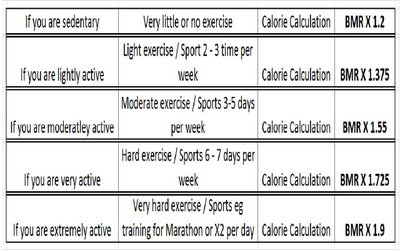 If you are sedentary Very little or no exercise Calorie Calculation BMR X 1.2
Light exercise / Sport 2 - 3 time per
If you are lightly active week Calorie Calculation BMR X 1.375
Moderate exercise / Sports 3-5 days
If you are moderatley active per week Calorie Calculation BMR X 1.55
Hard exercise / Sports 6 - 7 days per
If you are very active week Calorie Calculation BMR X 1.725
Very hard exercise / Sports eg
If you are extremely active training for Marathon or X2 per day Calorie Calculation BMR X 1.9